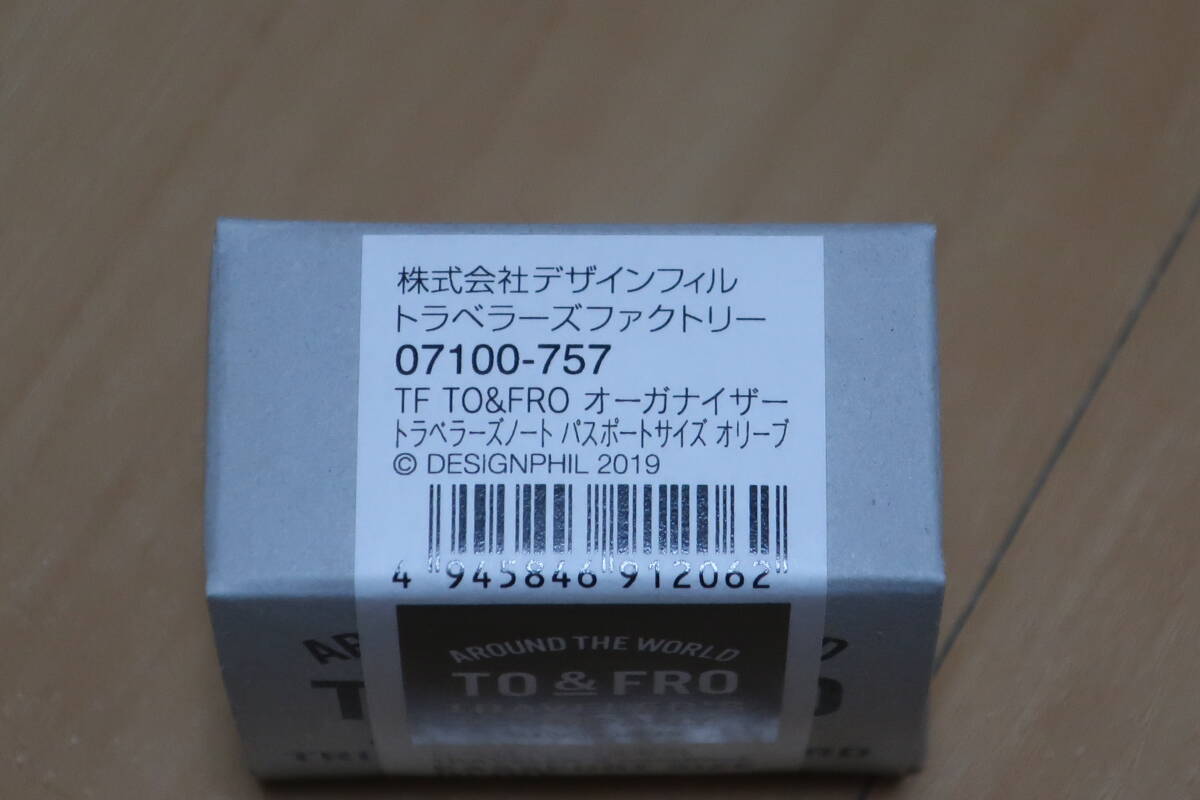 株式会社デザインフィル
トラベラーズファクトリー
07100-757
TF TO&FRO オーガナイザー
トラベラーズノート パスポートサイズ オリーブ
© DESIGNPHIL 2019
4 945846 912062
AROUND THE WORLD
TO & FRO